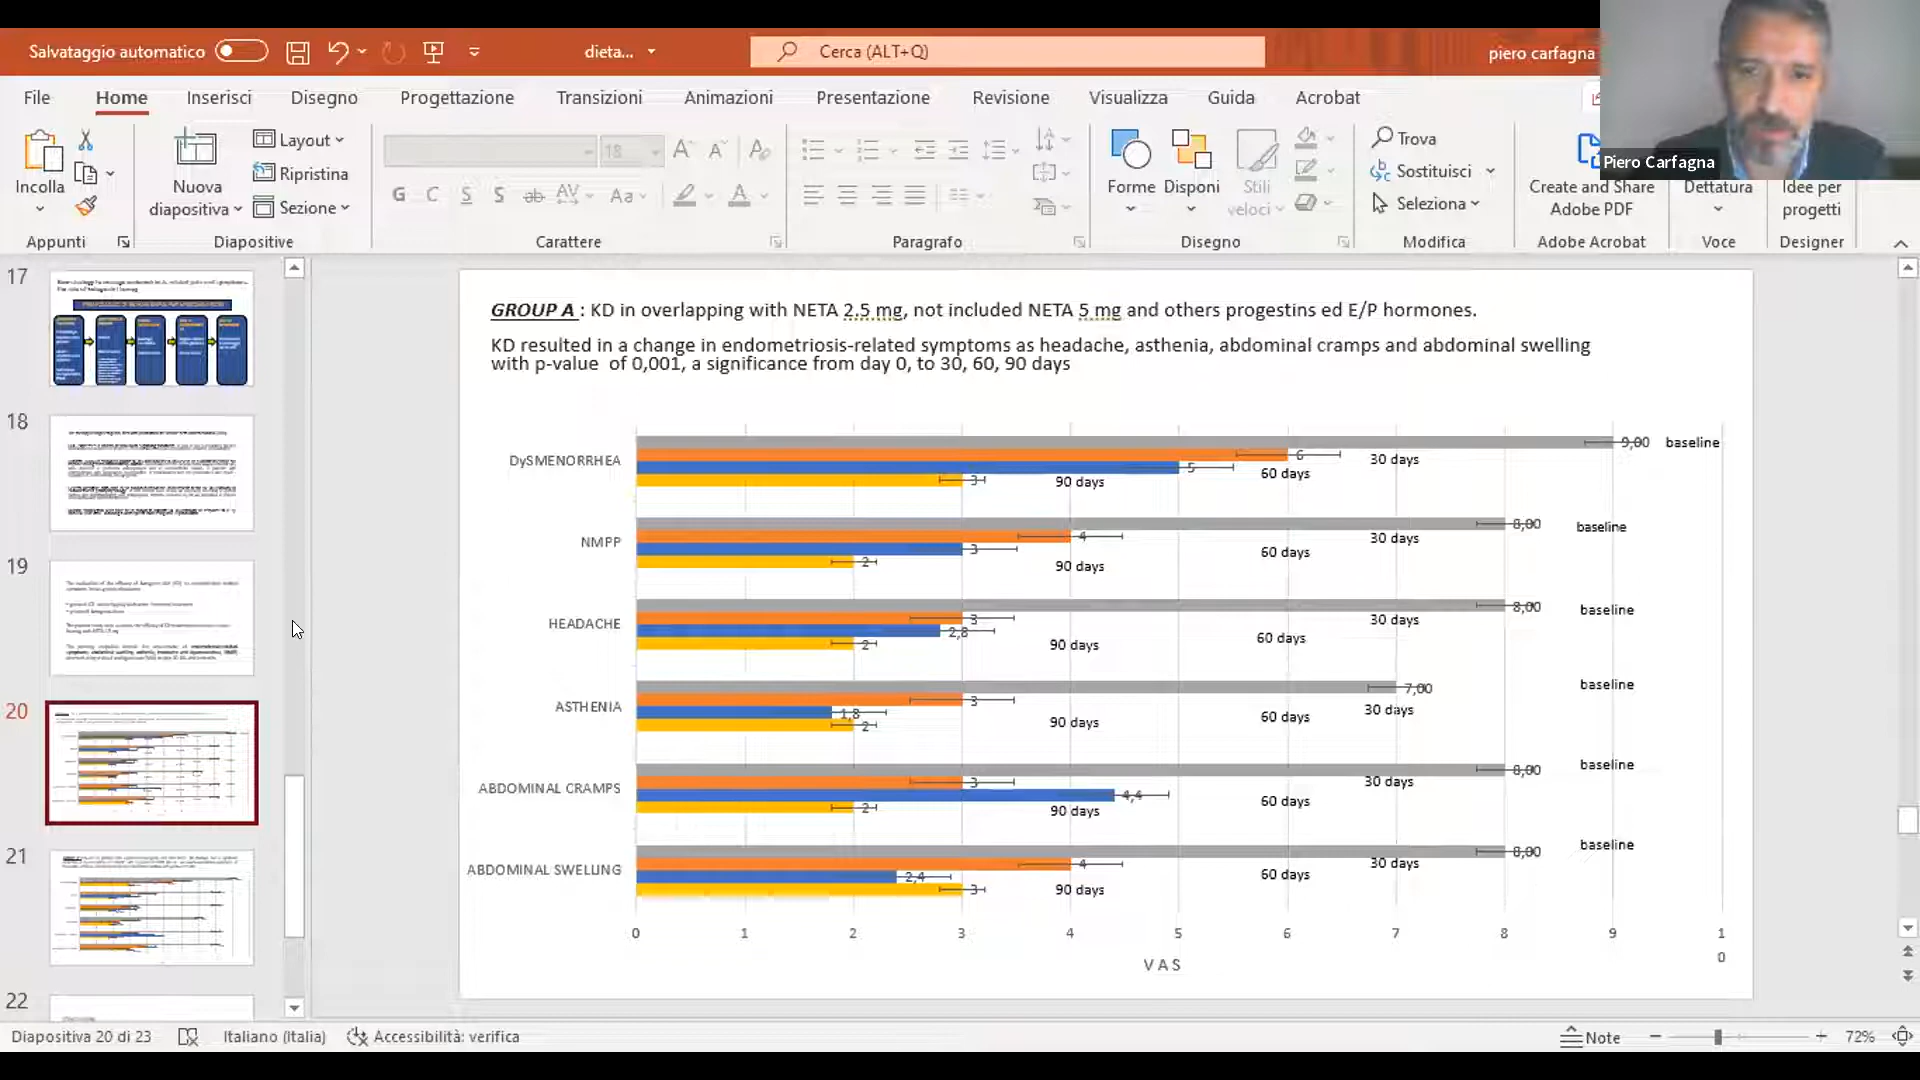 Salvataggio automatico
dieta...
Cerca (ALT+Q)
piero carfagna
File
Home
Inserisci
Disegno
Progettazione
Transizioni
Animazioni
Presentazione
Revisione
Visualizza
Guida
Acrobat
Piero Carfagna
Incolla
Nuova
diapositiva
Layout
Ripristina
Sezione
18
G C S S ab AV Aa A
Forme
Disponi
Stili
veloci
Trova
Sostituisci
Seleziona
Create and Share
Adobe PDF
Dettatura
Idee per
progetti
Appunti
Diapositive
Carattere
Paragrafo
Disegno
Modifica
Adobe Acrobat
Voce
Designer
17
18
19
20
21
22
GROUP A : KD in overlapping with NETA 2.5 mg, not included NETA 5 mg and others progestins ed E/P hormones.
KD resulted in a change in endometriosis-related symptoms as headache, asthenia, abdominal cramps and abdominal swelling
with p-value of 0,001, a significance from day 0, to 30, 60, 90 days
DySMENORRHEA
9,00 baseline
6 30 days
5 60 days
3 90 days
NMPP
8,00 baseline
4 30 days
3 60 days
2 90 days
HEADACHE
8,00 baseline
3 30 days
2,8 60 days
2 90 days
ASTHENIA
7,00 baseline
3 30 days
1,8 60 days
2 90 days
ABDOMINAL CRAMPS
8,00 baseline
3 30 days
4,4 60 days
2 90 days
ABDOMINAL SWELLING
8,00 baseline
4 30 days
2,4 60 days
3 90 days
0 1 2 3 4 5 6 7 8 9 1
0
VAS
Diapositiva 20 di 23
Italiano (Italia)
Accessibilità: verifica
Note
72%